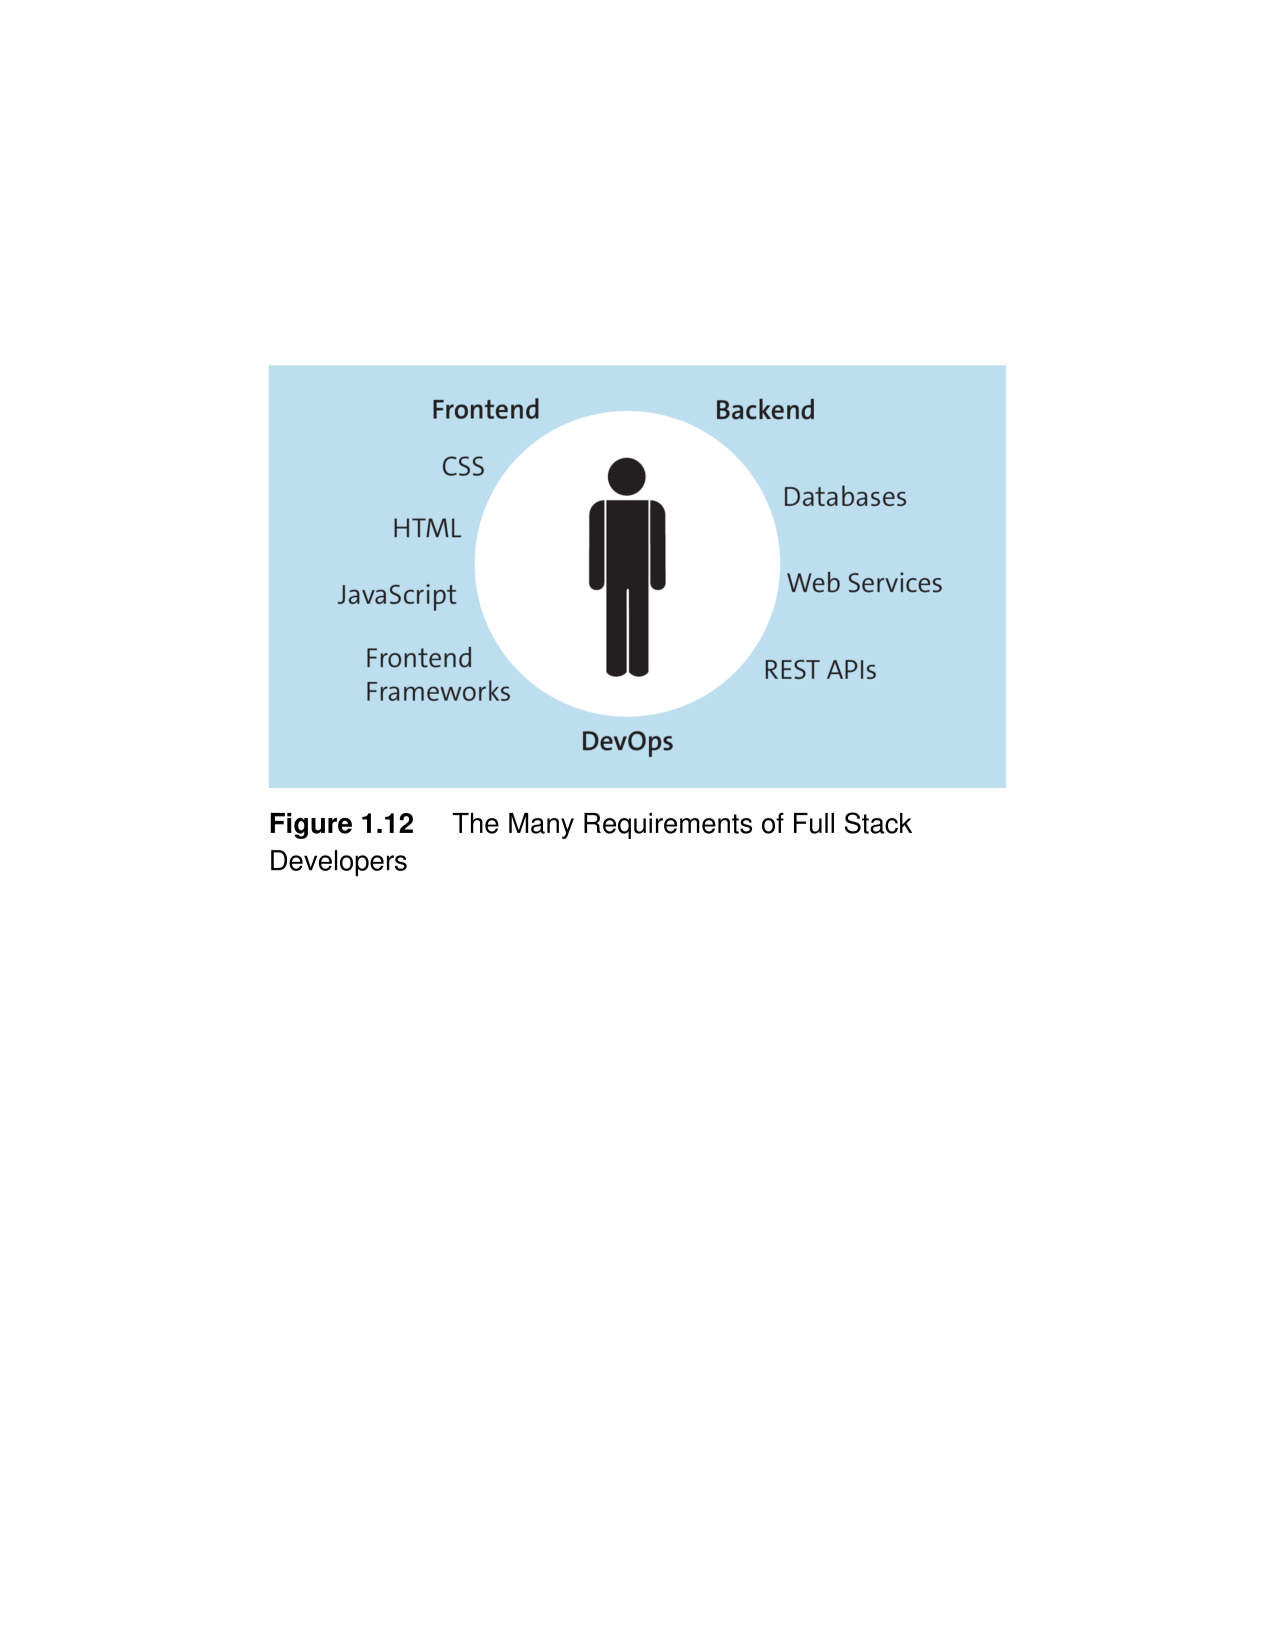 Frontend
CSS
HTML
JavaScript
Frontend
Frameworks
Backend
Databases
Web Services
REST APIs
DevOps
Figure 1.12 The Many Requirements of Full Stack
Developers